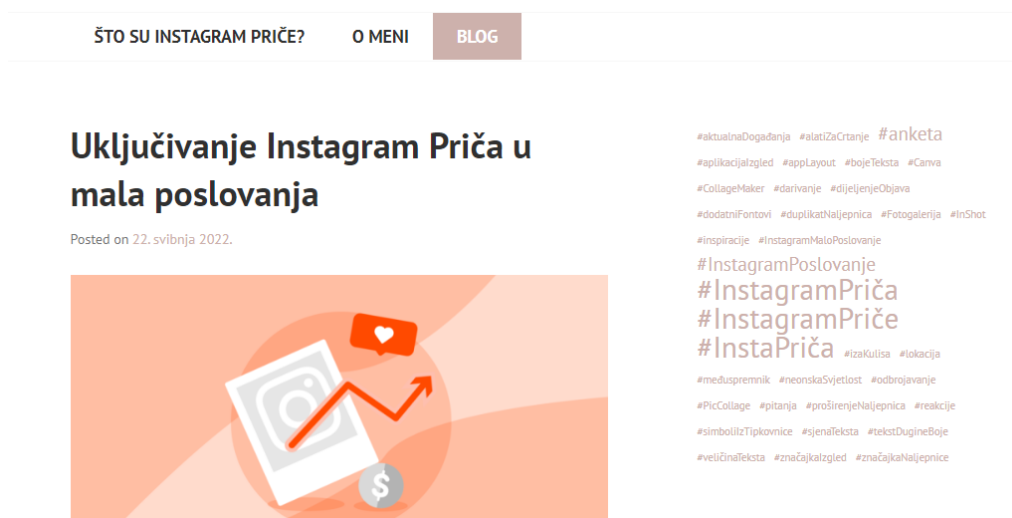 ŠTO SU INSTAGRAM PRIČE? O MENI BLOG
Uključivanje Instagram Priča u
mala poslovanja
Posted on 22. svibnja 2022.
$
#aktualnaDogađanja #alatiZaCrtanje #anketa
#aplikacijaIzgled #appLayout #bojeTeksta #Canva
#CollageMaker #darivanje #dijeljenjeObjava
#dodatniFontovi #duplikatNaljepnica #Fotogalerija #InShot
#inspiracije #InstagramMaloPoslovanje
#InstagramPoslovanje
#InstagramPriča
#InstagramPriče
#InstaPriča #izaKulisa #lokacija
#međuspremnik #neonskaSvjetlost #odbrojavanje
#PicCollage #pitanja #proširenjeNaljepnica #reakcije
#simboliIzTipkovnice #sjenaTeksta #tekstDugineBoje
#veličinaTeksta #značajkaIzgled #značajkaNaljepnice